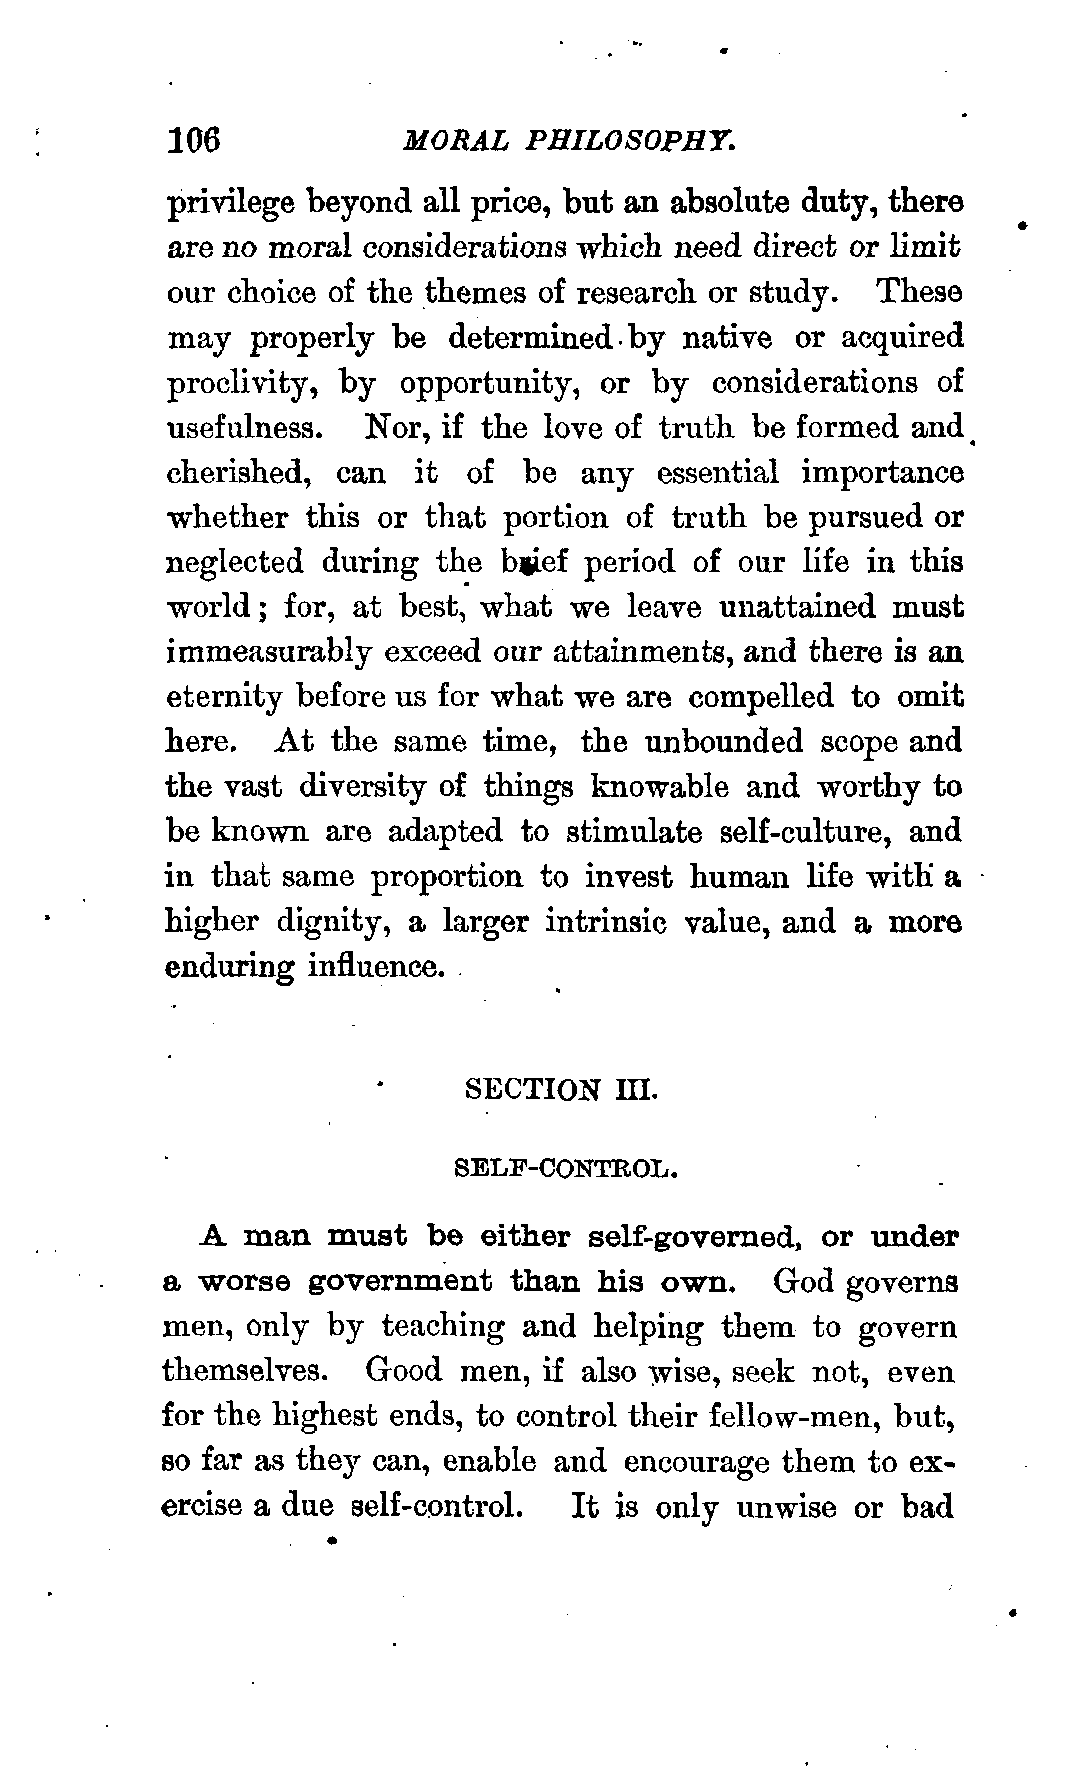 106 MORAL PHILOSOPHY.
privilege beyond all price, but an absolute duty, there
are no moral considerations which need direct or limit
our choice of the themes of research or study. These
may properly be determined by native or acquired
proclivity, by opportunity, or by considerations of
usefulness. Nor, if the love of truth be formed and
cherished, can it of be any essential importance
whether this or that portion of truth be pursued or
neglected during the brief period of our life in this
world; for, at best, what we leave unattained must
immeasurably exceed our attainments, and there is an
eternity before us for what we are compelled to omit
here. At the same time, the unbounded scope and
the vast diversity of things knowable and worthy to
be known are adapted to stimulate self-culture, and
in that same proportion to invest human life with a
higher dignity, a larger intrinsic value, and a more
enduring influence.
SECTION III.
SELF-CONTROL.
A man must be either self-governed, or under
a worse government than his own. God governs
men, only by teaching and helping them to govern
themselves. Good men, if also wise, seek not, even
for the highest ends, to control their fellow-men, but,
so far as they can, enable and encourage them to ex-
ercise a due self-control. It is only unwise or bad